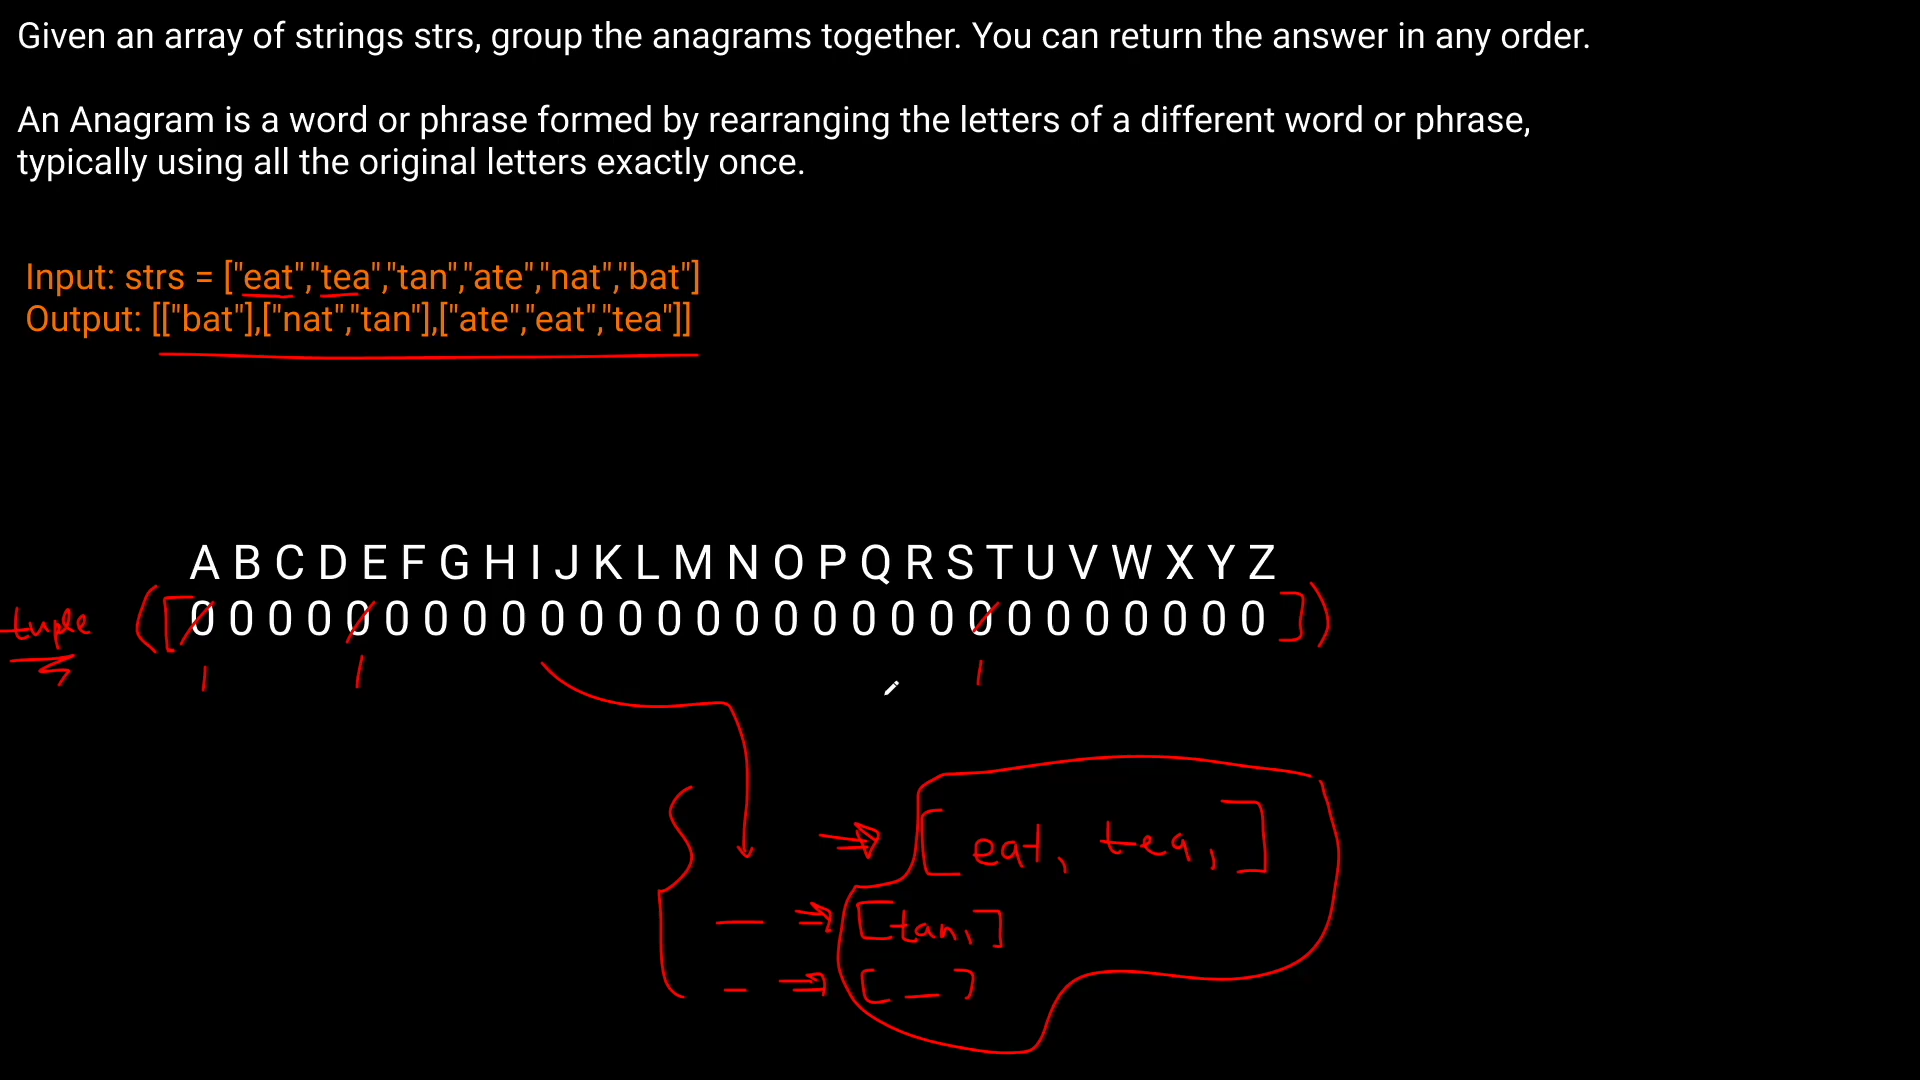 Given an array of strings strs, group the anagrams together. You can return the answer in any order.
An Anagram is a word or phrase formed by rearranging the letters of a different word or phrase,
typically using all the original letters exactly once.
Input: strs = ["eat","tea","tan","ate","nat","bat"]
Output: [["bat"],["nat","tan"],["ate","eat","tea"]]
A B C D E F G H I J K L M N O P Q R S T U V W X Y Z
tuple ([0 0 0 0 0 0 0 0 0 0 0 0 0 0 0 0 0 0 0 0 0 0 0 0 0 0 0 0])
1 1 1
{ ⇒ [eat, tea,]
— ⇒ [tan,]
– ⇒ [—]